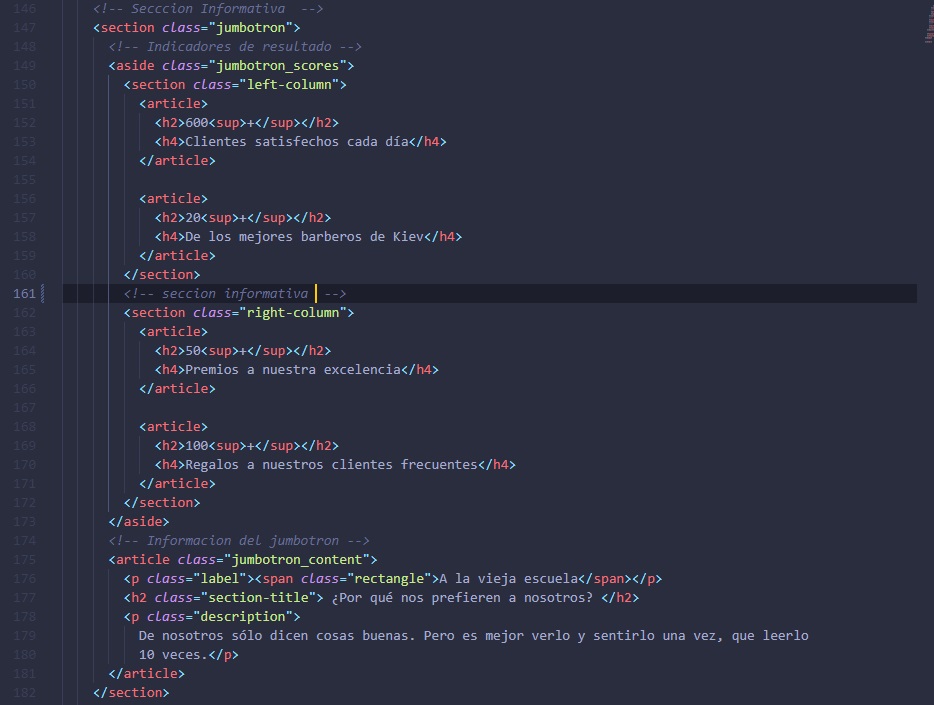 146 <!-- Secccion Informativa  -->
147 <section class="jumbotron">
148 <!-- Indicadores de resultado -->
149 <aside class="jumbotron_scores">
150 <section class="left-column">
151 <article>
152 <h2>600<sup>+</sup></h2>
153 <h4>Clientes satisfechos cada día</h4>
154 </article>
155
156 <article>
157 <h2>20<sup>+</sup></h2>
158 <h4>De los mejores barberos de Kiev</h4>
159 </article>
160 </section>
161 <!-- seccion informativa  -->
162 <section class="right-column">
163 <article>
164 <h2>50<sup>+</sup></h2>
165 <h4>Premios a nuestra excelencia</h4>
166 </article>
167
168 <article>
169 <h2>100<sup>+</sup></h2>
170 <h4>Regalos a nuestros clientes frecuentes</h4>
171 </article>
172 </section>
173 </aside>
174 <!-- Informacion del jumbotron -->
175 <article class="jumbotron_content">
176 <p class="label"><span class="rectangle">A la vieja escuela</span></p>
177 <h2 class="section-title"> ¿Por qué nos prefieren a nosotros? </h2>
178 <p class="description">
179 De nosotros sólo dicen cosas buenas. Pero es mejor verlo y sentirlo una vez, que leerlo
180 10 veces.</p>
181 </article>
182 </section>